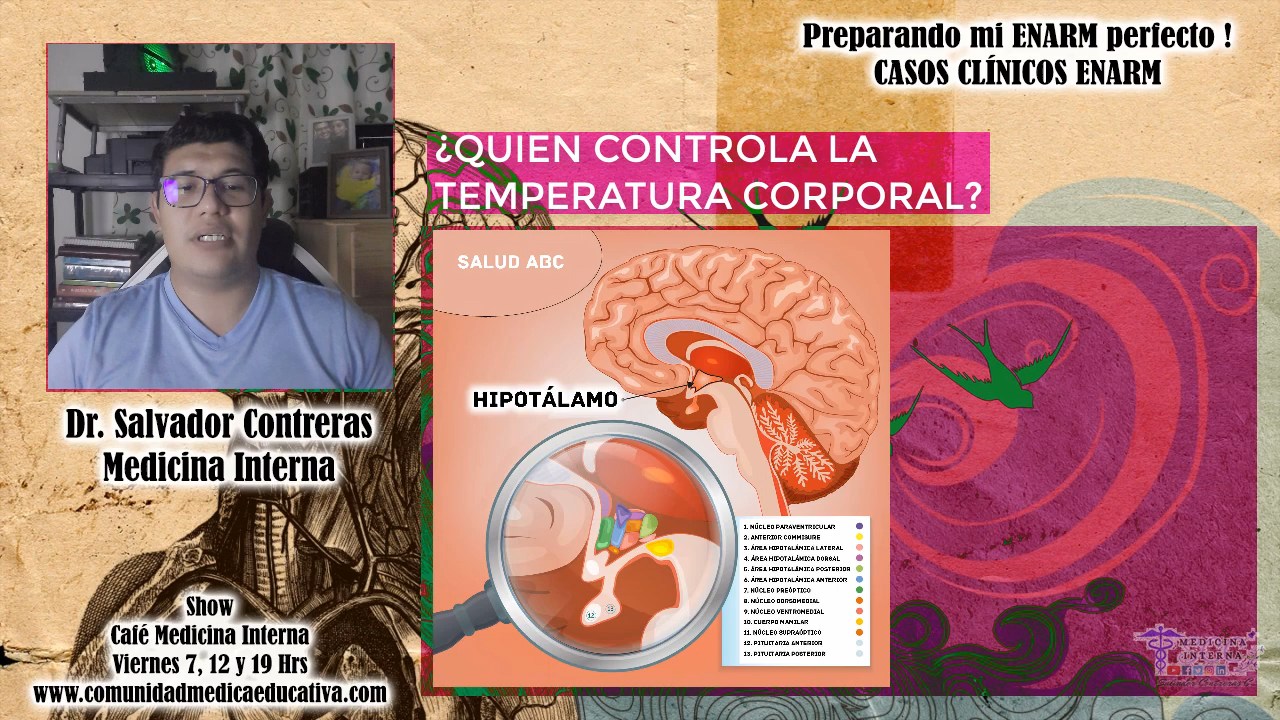 Preparando mi ENARM perfecto !
CASOS CLÍNICOS ENARM
¿QUIEN CONTROLA LA
TEMPERATURA CORPORAL?
SALUD ABC
HIPOTÁLAMO
1. NÚCLEO PARAVENTRICULAR
2. ANTERIOR COMMISURE
3. ÁREA HIPOTALÁMICA LATERAL
4. ÁREA HIPOTALÁMICA DORSAL
5. ÁREA HIPOTALÁMICA POSTERIOR
6. ÁREA HIPOTALÁMICA ANTERIOR
7. NÚCLEO PREÓPTICO
8. NÚCLEO DORSOMEDIAL
9. NÚCLEO VENTROMEDIAL
10. CUERPO MAMILAR
11. NÚCLEO SUPRAÓPTICO
12. PITUITARIA ANTERIOR
13. PITUITARIA POSTERIOR
12
13
Dr. Salvador Contreras
Medicina Interna
Show
Café Medicina Interna
Viernes 7, 12 y 19 Hrs
www.comunidadmedicaeducativa.com
MEDICINA
INTERNA